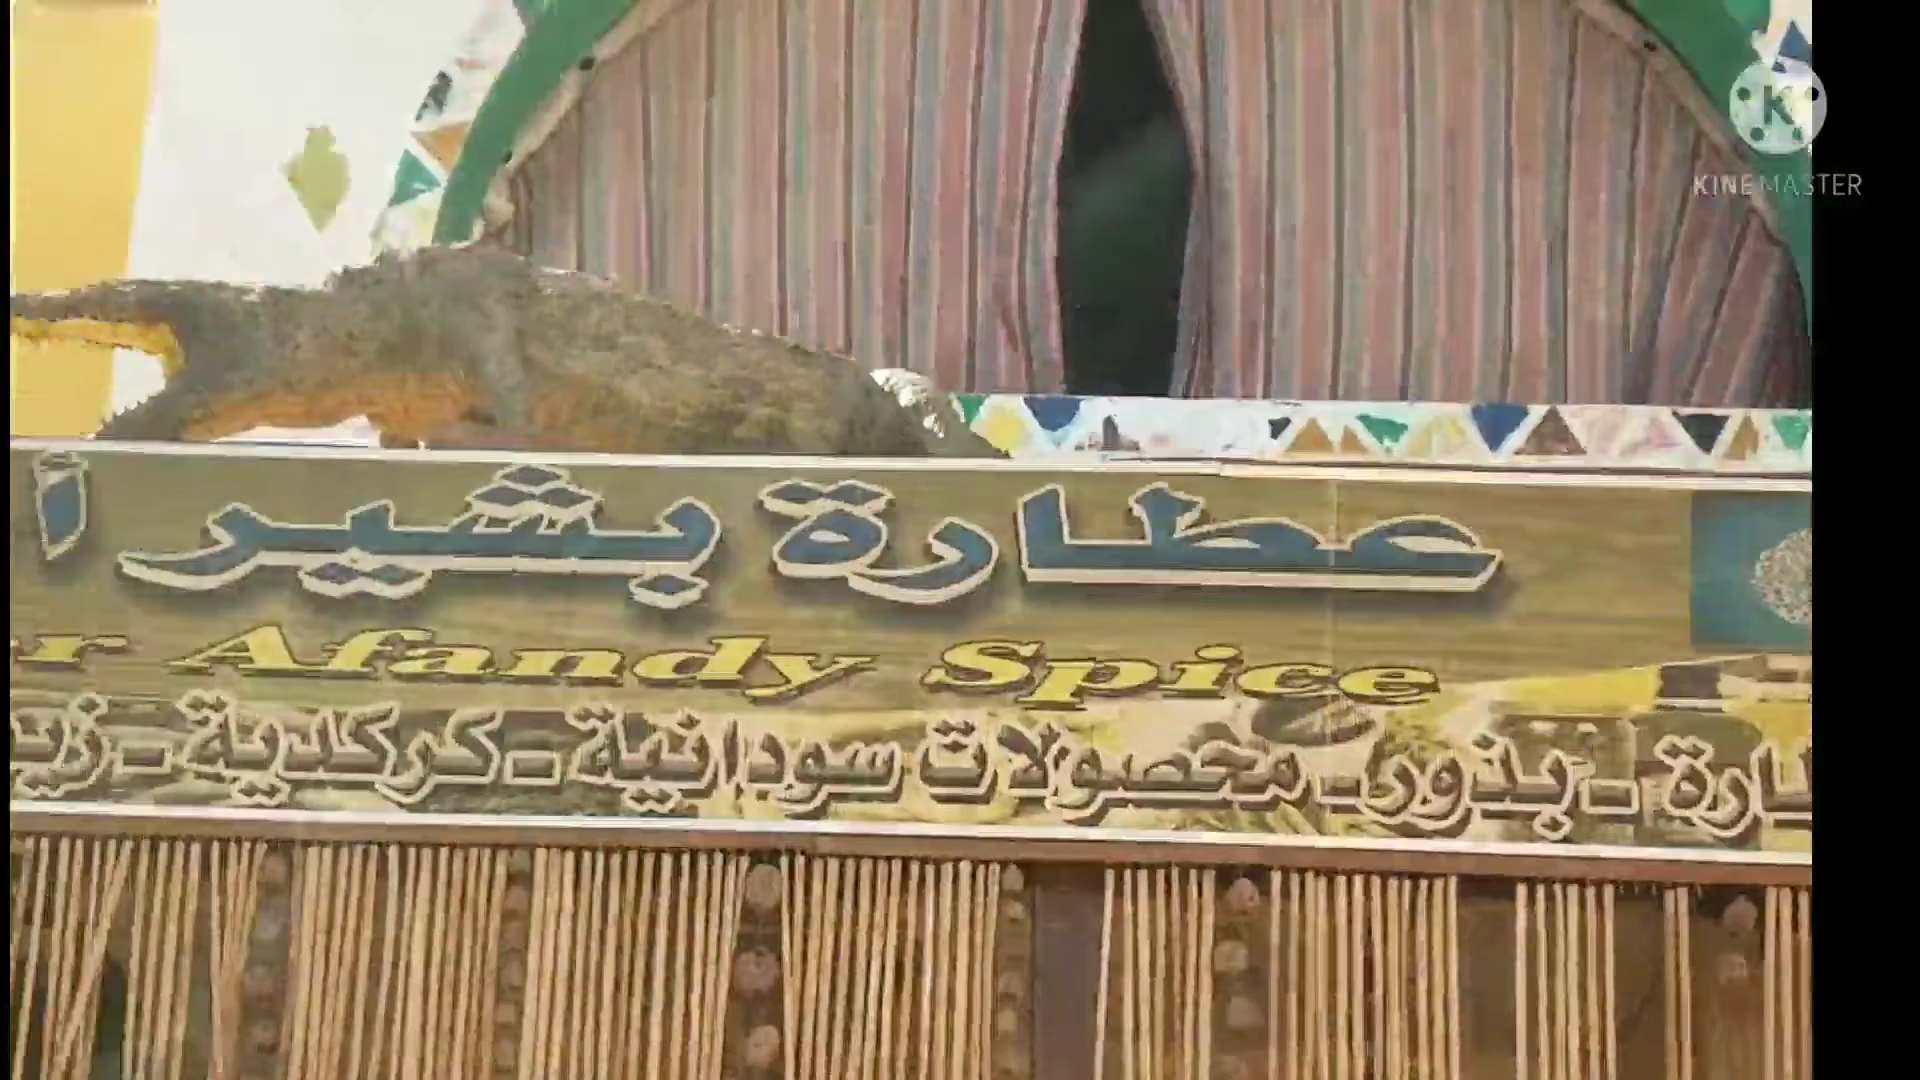 KINEMASTER
عطارة بشير أ
Afandy Spice
بذور - محصولات سودانية - كركدية -